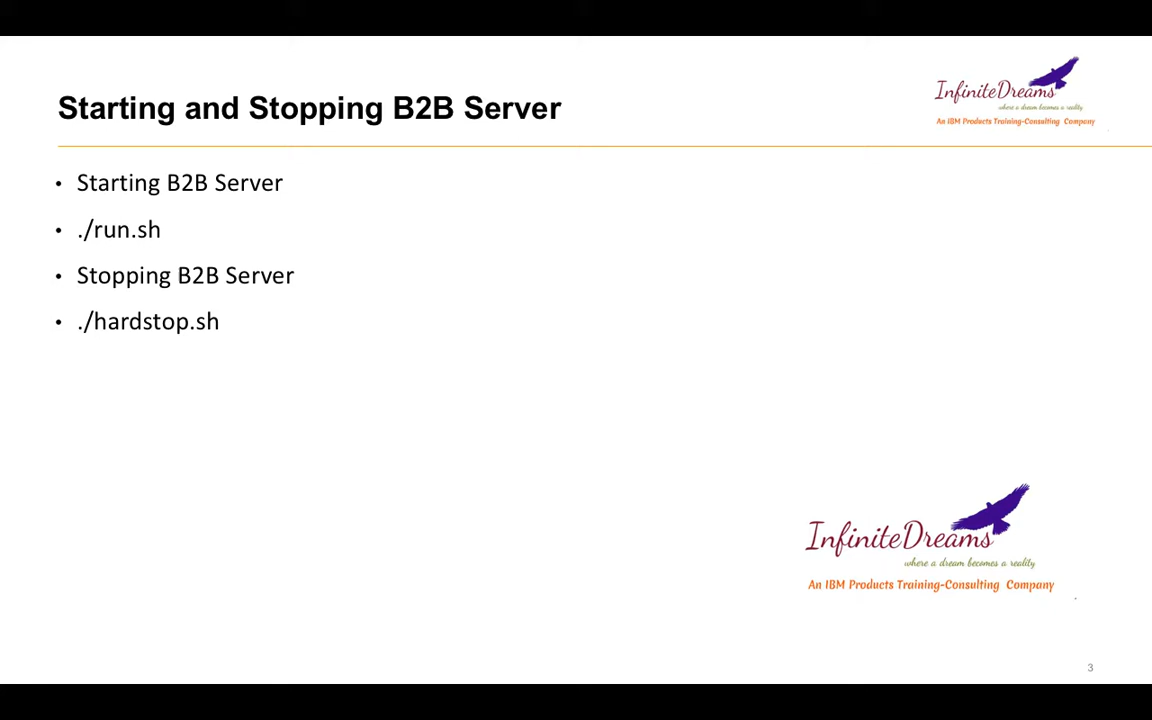 InfiniteDreams
where a dream becomes a reality
An IBM Products Training-Consulting Company
Starting and Stopping B2B Server
• Starting B2B Server
• ./run.sh
• Stopping B2B Server
• ./hardstop.sh
InfiniteDreams
where a dream becomes a reality
An IBM Products Training-Consulting Company
3